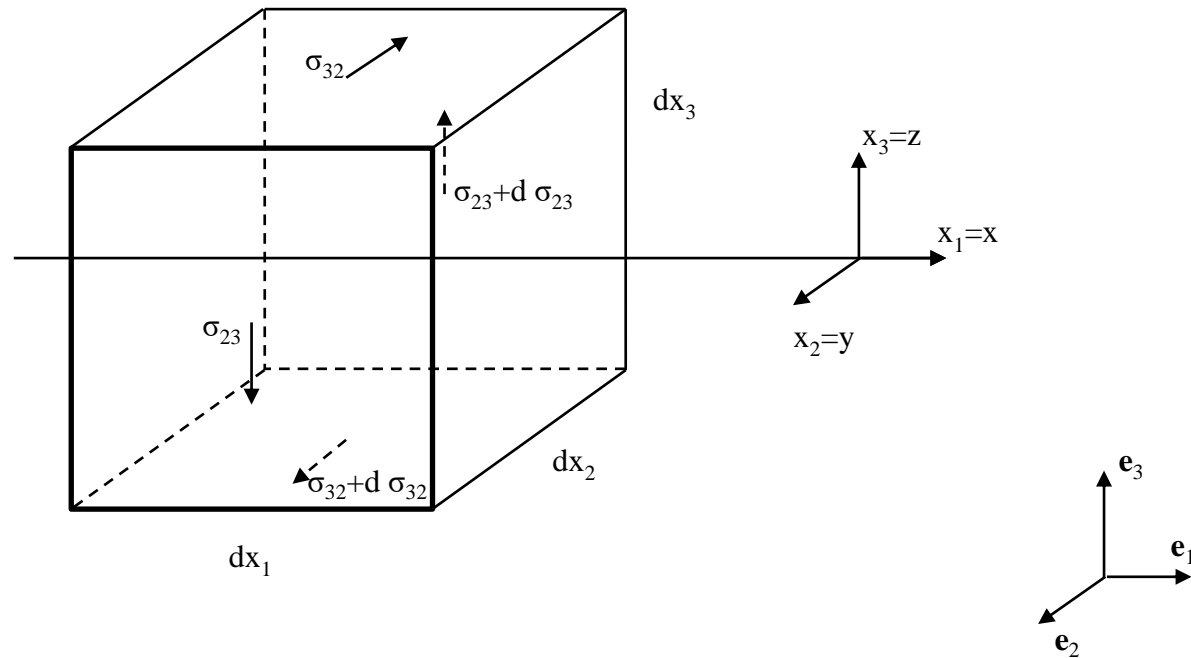 σ₃₂
dx₃
x₃=z
σ₂₃+d σ₂₃
x₁=x
σ₂₃
x₂=y
dx₂
σ₃₂+d σ₃₂
e₃
dx₁
e₁
e₂